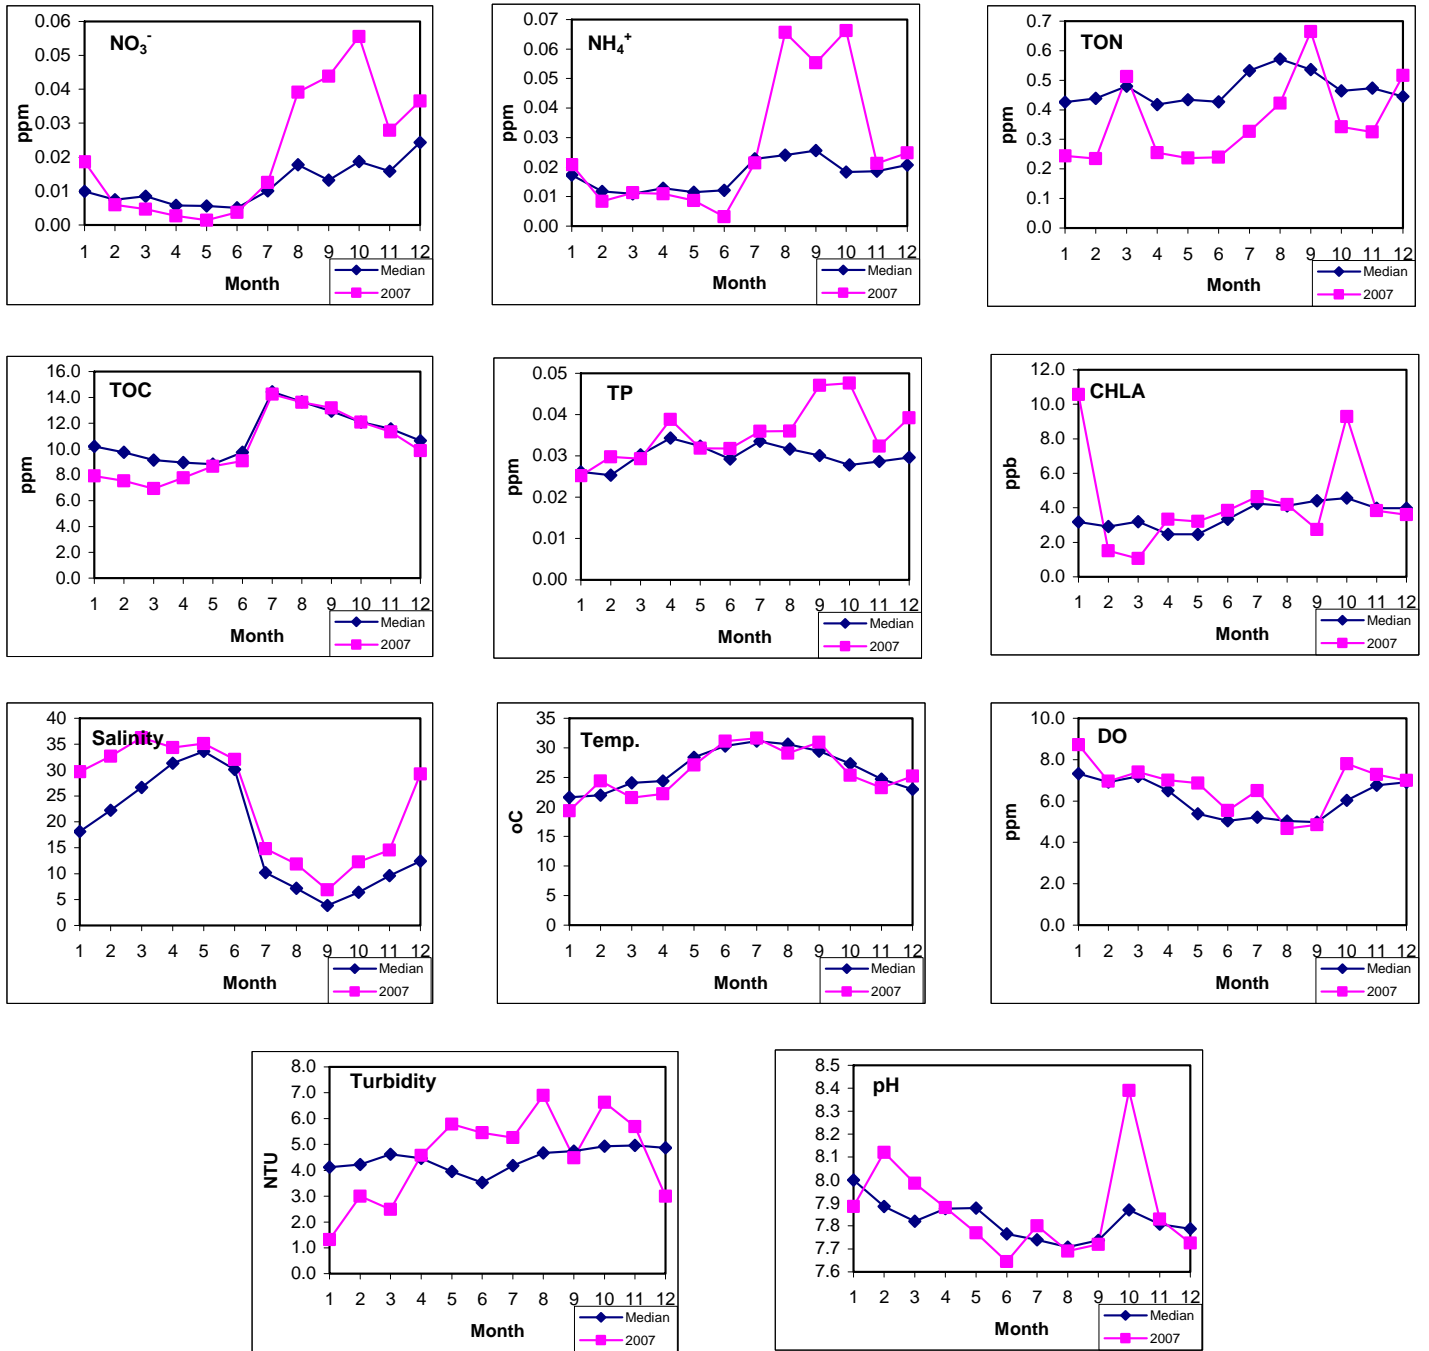 NO3-
ppm
0.06
0.05
0.04
0.03
0.02
0.01
0.00
1 2 3 4 5 6 7 8 9 10 11 12
Month
Median
2007
NH4+
ppm
0.07
0.06
0.05
0.04
0.03
0.02
0.01
0.00
1 2 3 4 5 6 7 8 9 10 11 12
Month
Median
2007
TON
ppm
0.7
0.6
0.5
0.4
0.3
0.2
0.1
0.0
1 2 3 4 5 6 7 8 9 10 11 12
Month
Median
2007
TOC
ppm
16.0
14.0
12.0
10.0
8.0
6.0
4.0
2.0
0.0
1 2 3 4 5 6 7 8 9 10 11 12
Month
Median
2007
TP
ppm
0.05
0.04
0.03
0.02
0.01
0.00
1 2 3 4 5 6 7 8 9 10 11 12
Month
Median
2007
CHLA
ppb
12.0
10.0
8.0
6.0
4.0
2.0
0.0
1 2 3 4 5 6 7 8 9 10 11 12
Month
Median
2007
Salinity
40
35
30
25
20
15
10
5
0
1 2 3 4 5 6 7 8 9 10 11 12
Month
Median
2007
Temp.
oC
35
30
25
20
15
10
5
0
1 2 3 4 5 6 7 8 9 10 11 12
Month
Median
2007
DO
ppm
10.0
8.0
6.0
4.0
2.0
0.0
1 2 3 4 5 6 7 8 9 10 11 12
Month
Median
2007
Turbidity
NTU
8.0
7.0
6.0
5.0
4.0
3.0
2.0
1.0
0.0
1 2 3 4 5 6 7 8 9 10 11 12
Month
Median
2007
pH
8.5
8.4
8.3
8.2
8.1
8.0
7.9
7.8
7.7
7.6
1 2 3 4 5 6 7 8 9 10 11 12
Month
Median
2007